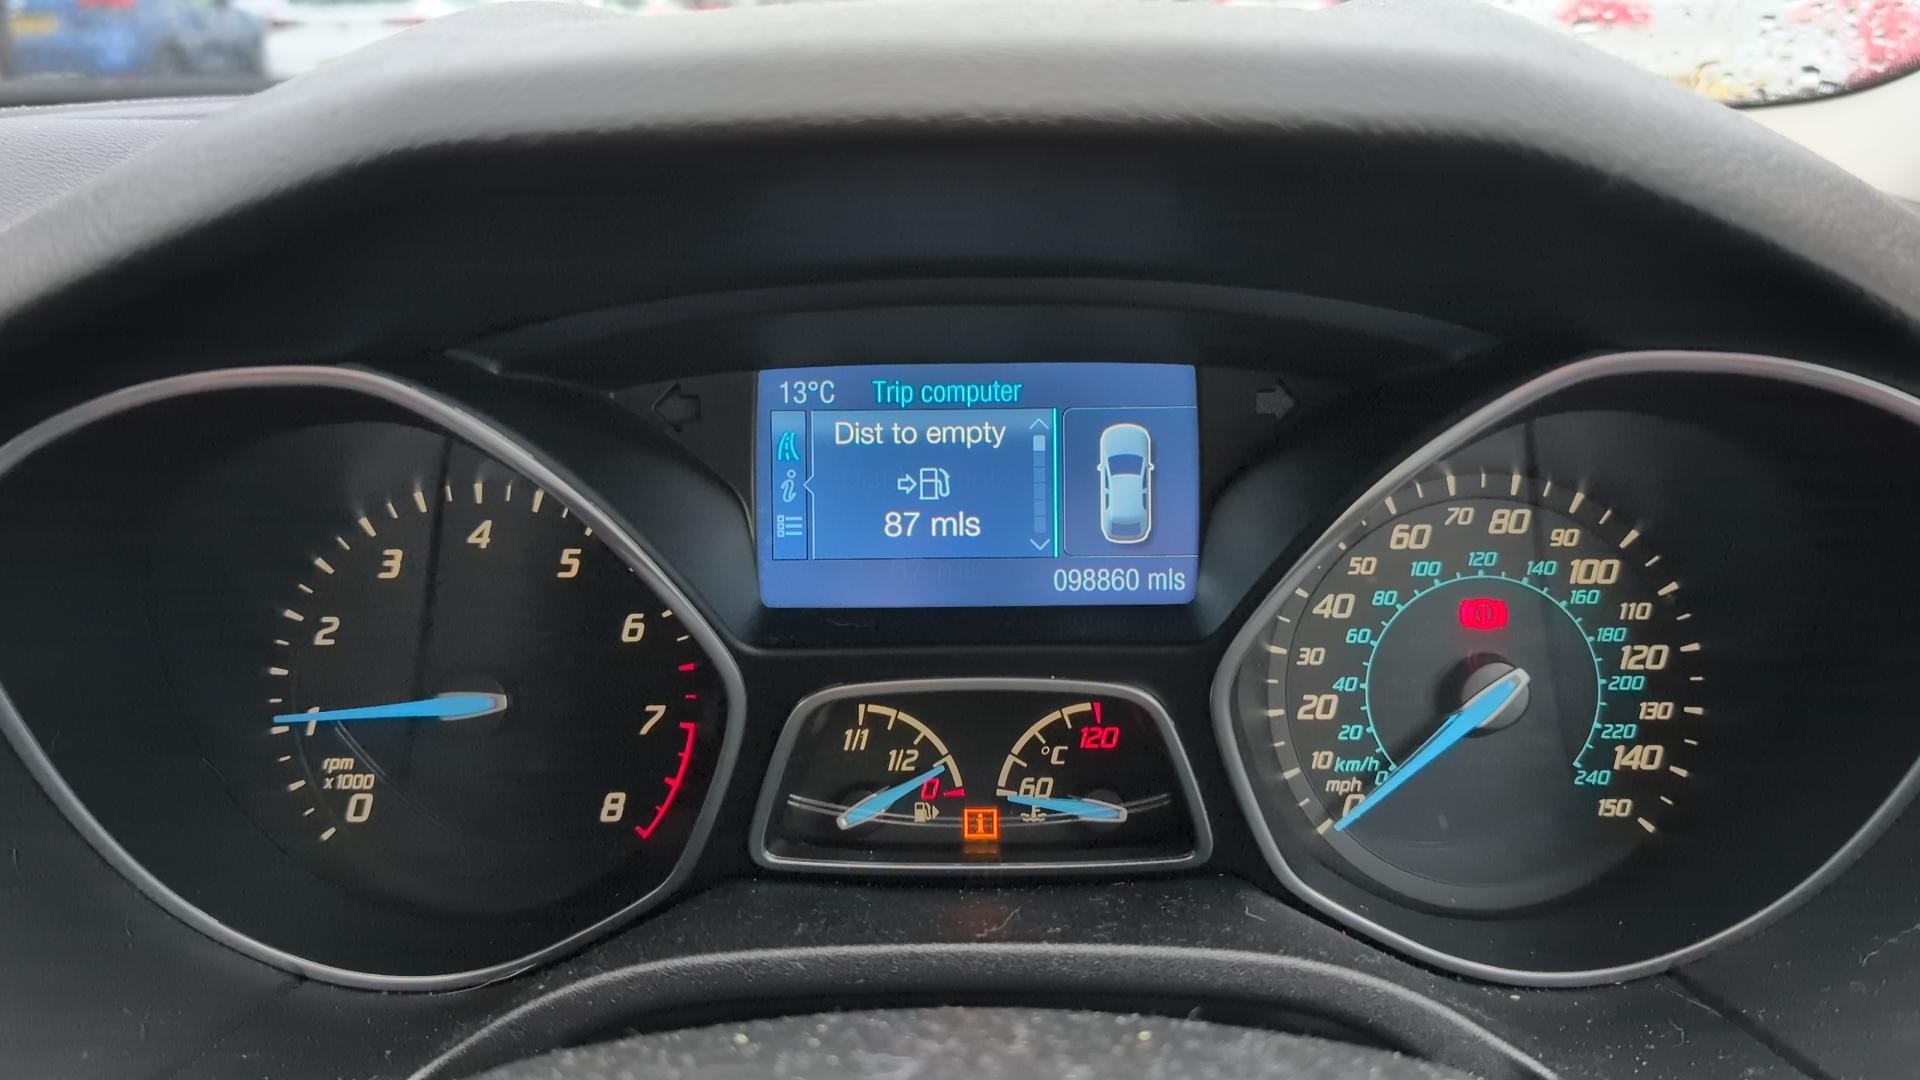 13°C Trip computer
Dist to empty
87 mls
098860 mls
0 1 2 3 4 5 6 7 8
rpm
x1000
1/1
1/2
0
°C
60
120
0 10 20 30 40 50 60 70 80 90 100 110 120 130 140 150
mph
km/h
0 20 40 60 80 100 120 140 160 180 200 220 240
i